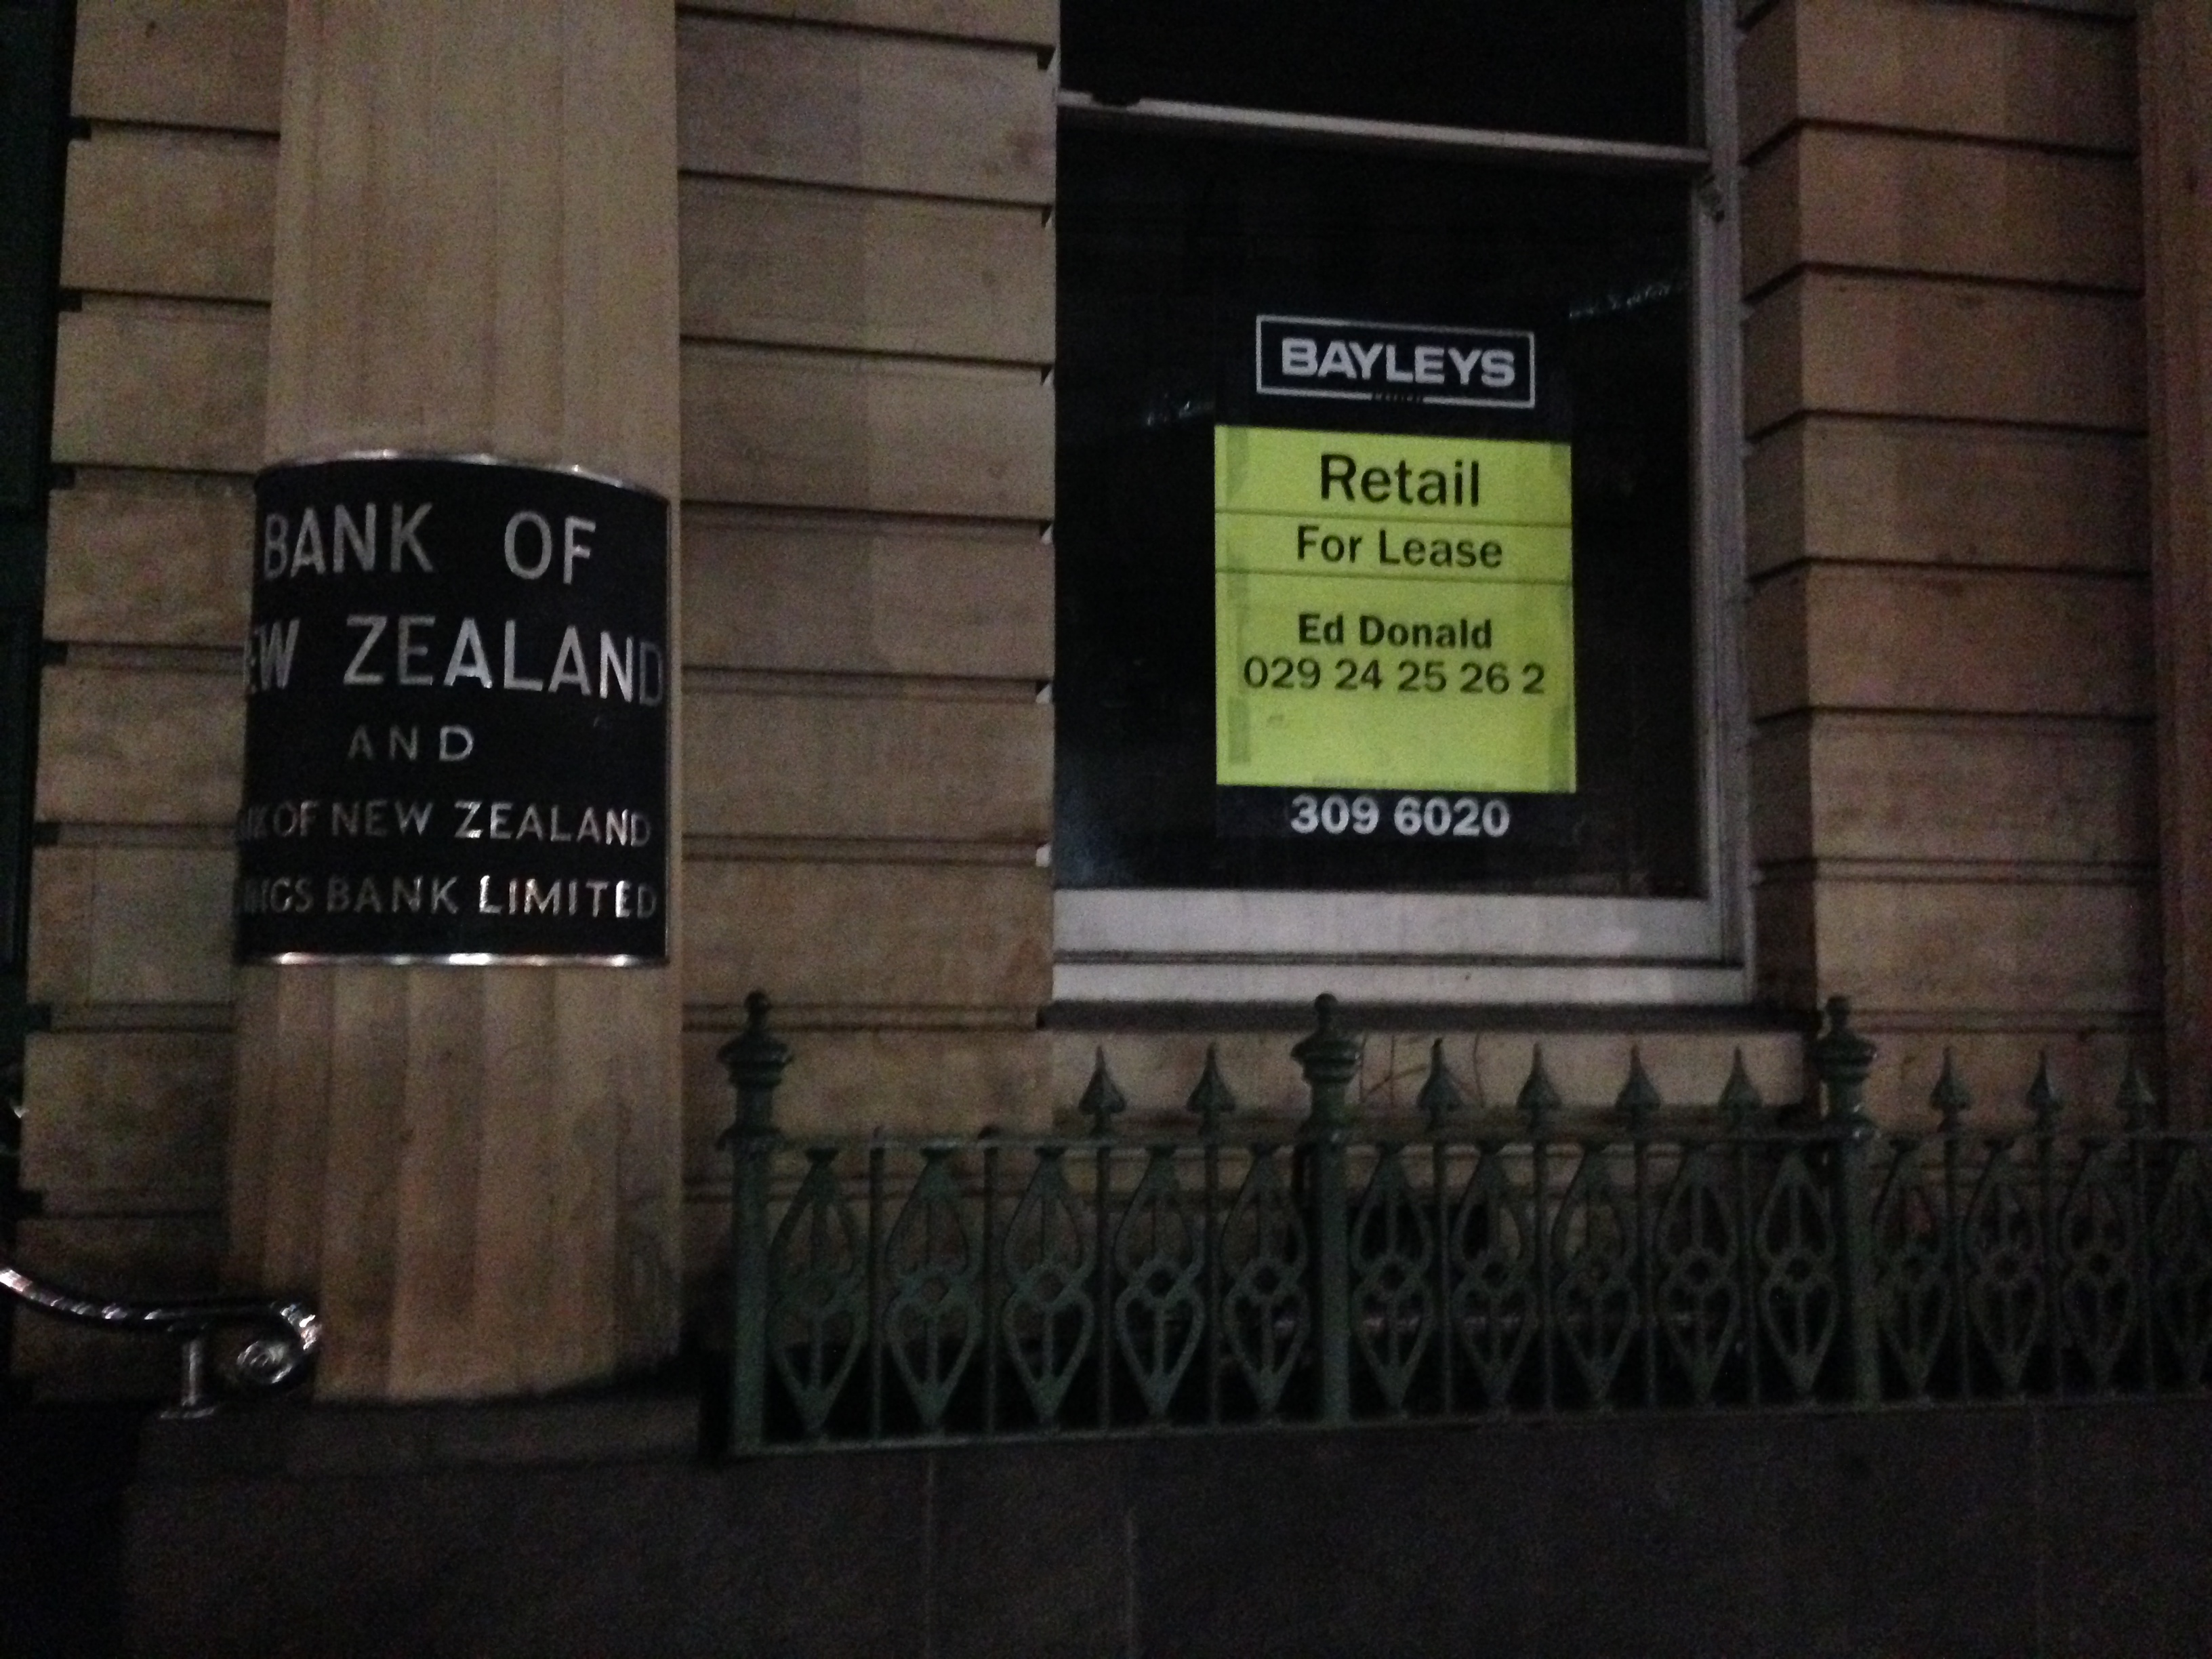 BANK OF
EW ZEALAND
AND
OF NEW ZEALAND
BANK LIMITED
BAYLEYS
Retail
For Lease
Ed Donald
029 24 25 26 2
309 6020